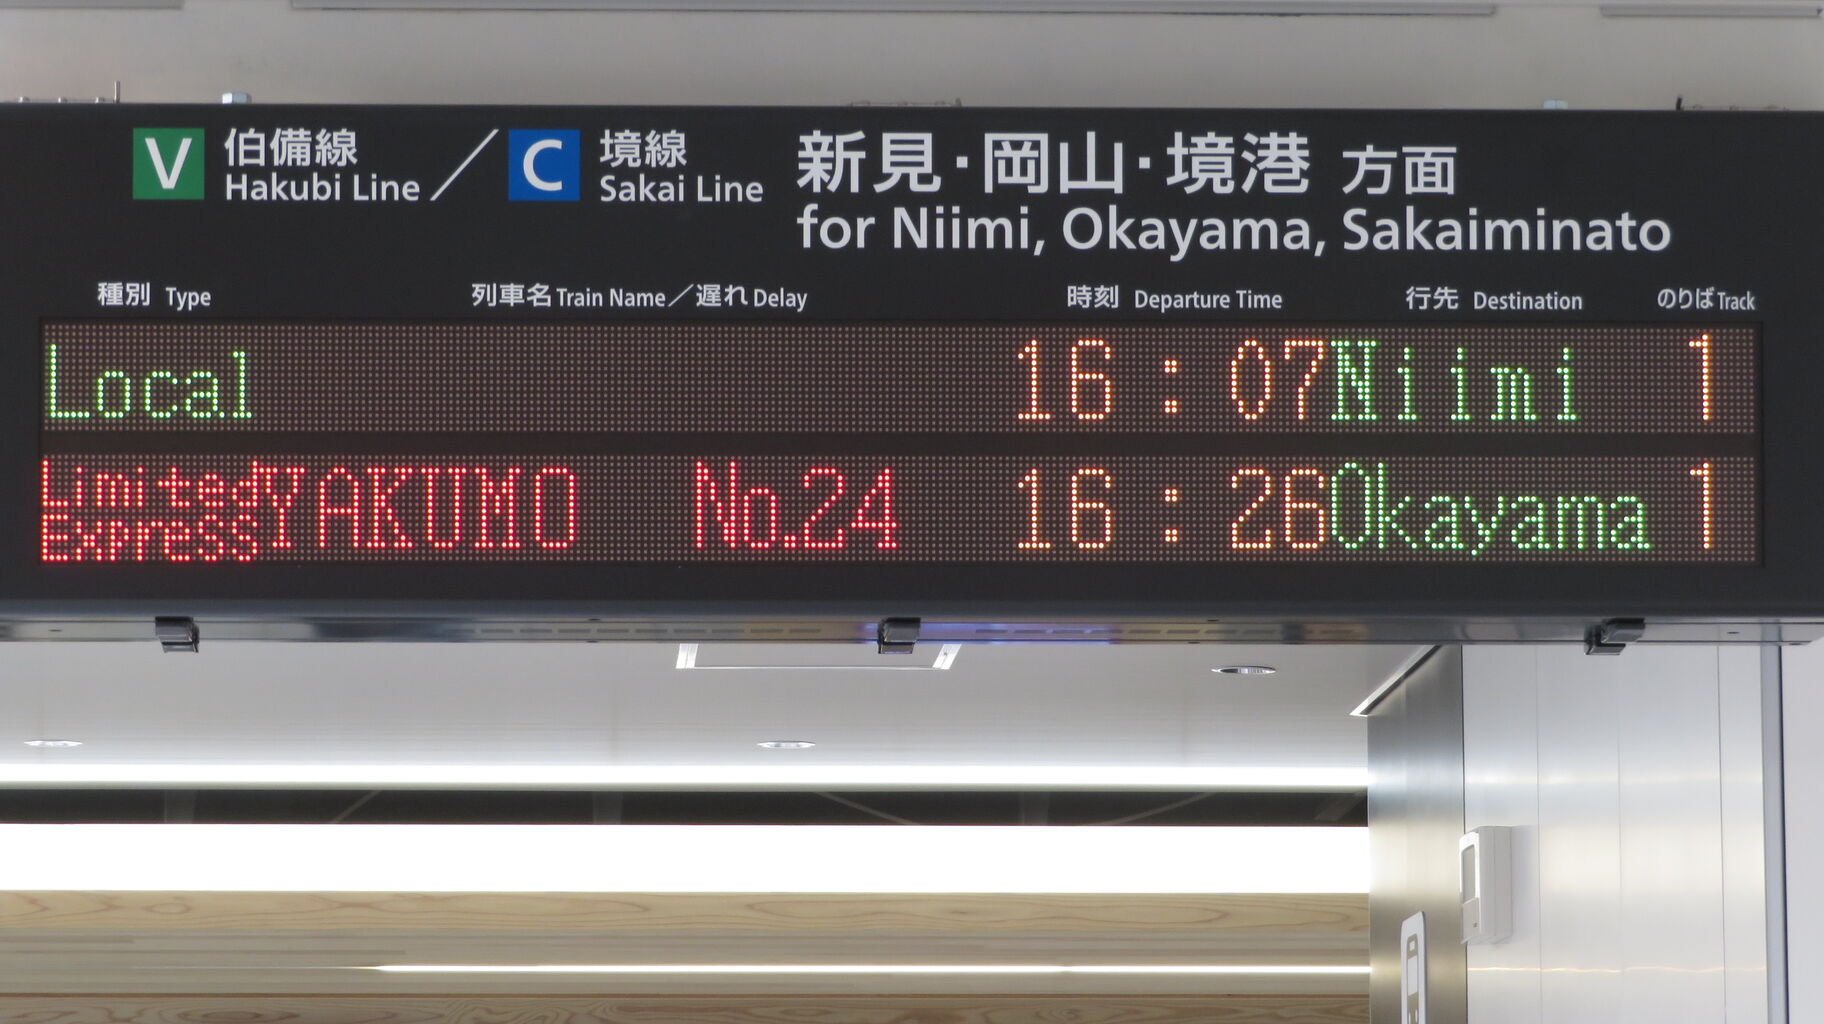 V 伯備線 ／ C 境線 新見・岡山・境港 方面
Hakubi Line Sakai Line for Niimi, Okayama, Sakaiminato
種別 Type 列車名 Train Name／遅れ Delay 時刻 Departure Time 行先 Destination のりば Track
Local 16:07 Niimi 1
Limited Express YAKUMO No.24 16:26 Okayama 1